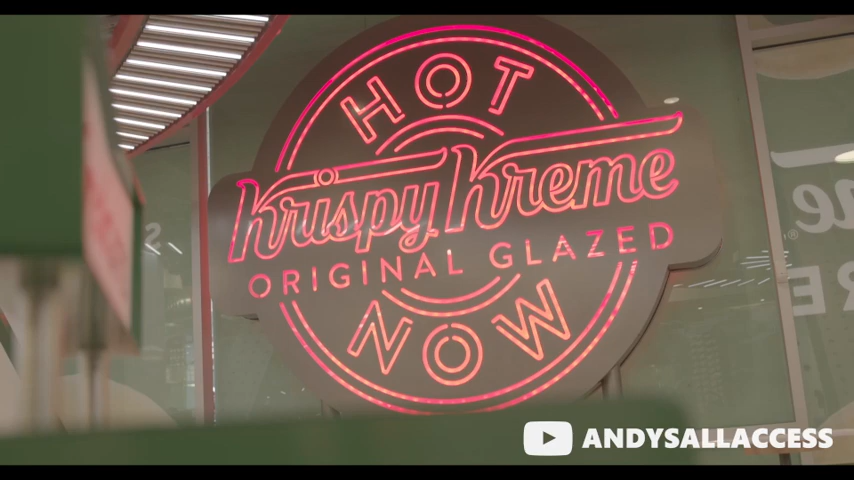 HOT
Krispy Kreme
ORIGINAL GLAZED
NOW
ANDYSALLACCESS